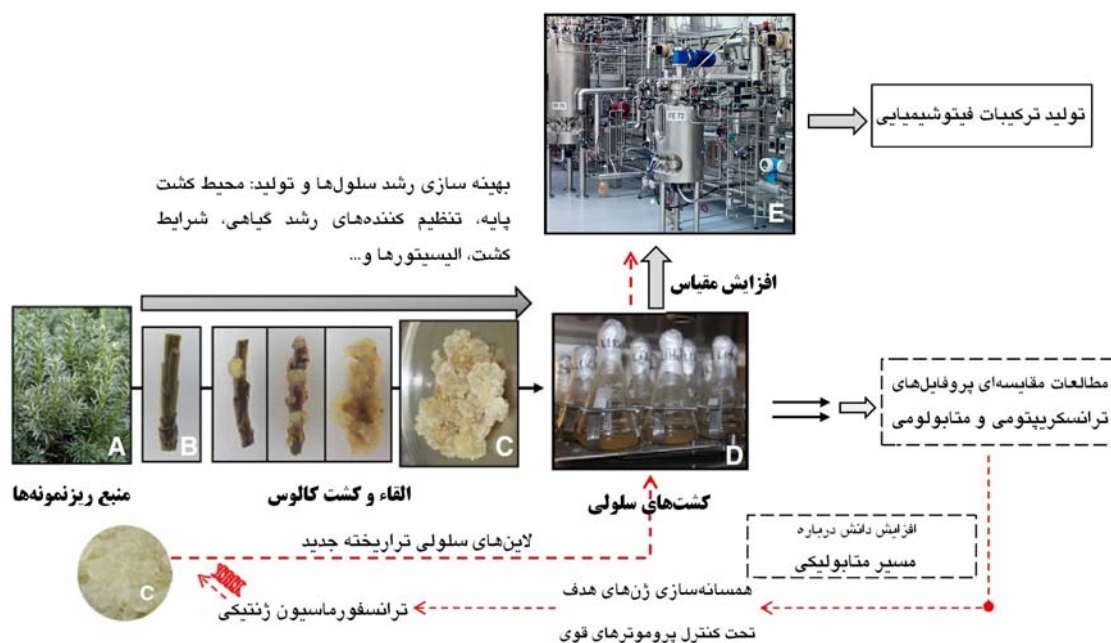 FE 72
E
تولید ترکیبات فیتوشیمیایی
بهینه سازی رشد سلول‌ها و تولید: محیط کشت
پایه، تنظیم کننده‌های رشد گیاهی، شرایط
کشت، الیسیتورها و...
افزایش مقیاس
A
B
C
D
مطالعات مقایسه‌ای پروفایل‌های
ترانسکریپتومی و متابولومی
منبع ریزنمونه‌ها
القاء و کشت کالوس
کشت‌های سلولی
افزایش دانش درباره
مسیر متابولیکی
لاین‌های سلولی تراریخته جدید
C
ترانسفورماسیون ژنتیکی
همسانه‌سازی ژن‌های هدف
تحت کنترل پروموترهای قوی